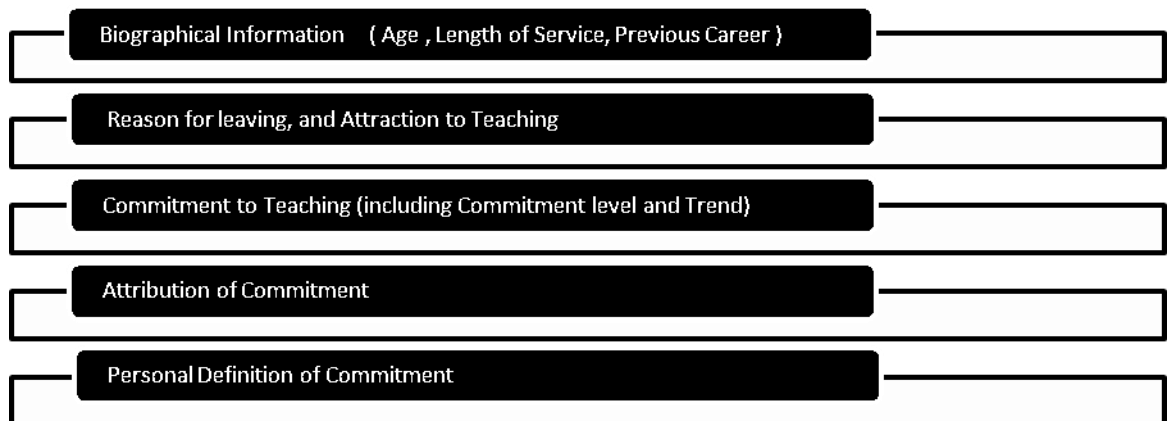 Biographical Information ( Age , Length of Service, Previous Career )
Reason for leaving, and Attraction to Teaching
Commitment to Teaching (including Commitment level and Trend)
Attribution of Commitment
Personal Definition of Commitment